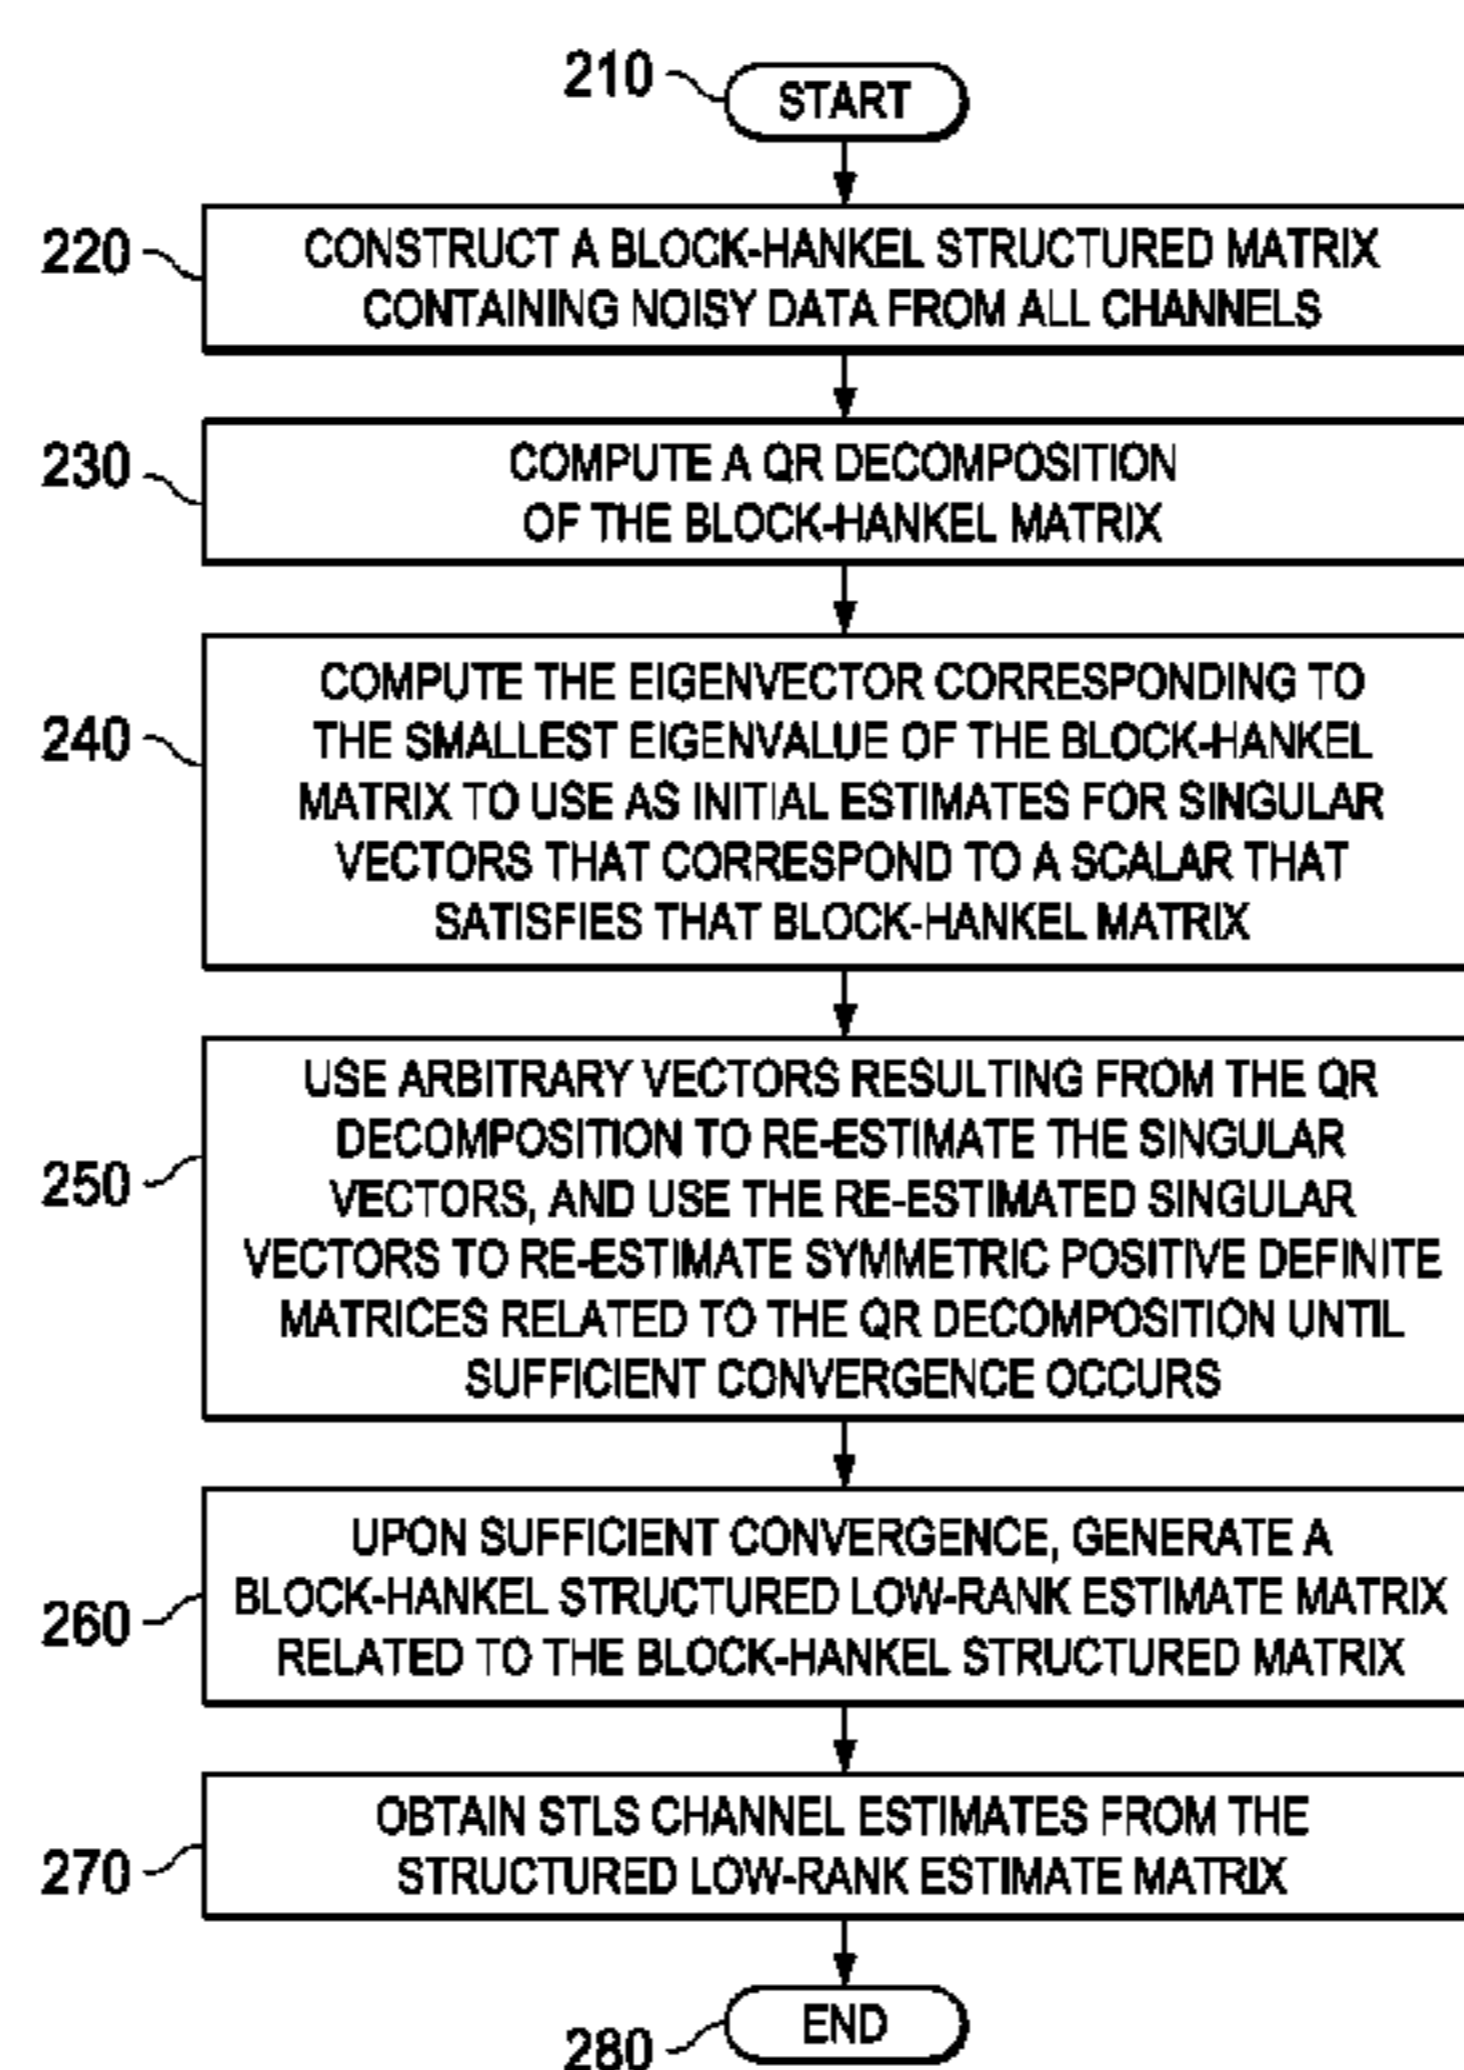 210
START
220
CONSTRUCT A BLOCK-HANKEL STRUCTURED MATRIX
CONTAINING NOISY DATA FROM ALL CHANNELS
230
COMPUTE A QR DECOMPOSITION
OF THE BLOCK-HANKEL MATRIX
240
COMPUTE THE EIGENVECTOR CORRESPONDING TO
THE SMALLEST EIGENVALUE OF THE BLOCK-HANKEL
MATRIX TO USE AS INITIAL ESTIMATES FOR SINGULAR
VECTORS THAT CORRESPOND TO A SCALAR THAT
SATISFIES THAT BLOCK-HANKEL MATRIX
250
USE ARBITRARY VECTORS RESULTING FROM THE QR
DECOMPOSITION TO RE-ESTIMATE THE SINGULAR
VECTORS, AND USE THE RE-ESTIMATED SINGULAR
VECTORS TO RE-ESTIMATE SYMMETRIC POSITIVE DEFINITE
MATRICES RELATED TO THE QR DECOMPOSITION UNTIL
SUFFICIENT CONVERGENCE OCCURS
260
UPON SUFFICIENT CONVERGENCE, GENERATE A
BLOCK-HANKEL STRUCTURED LOW-RANK ESTIMATE MATRIX
RELATED TO THE BLOCK-HANKEL STRUCTURED MATRIX
270
OBTAIN STLS CHANNEL ESTIMATES FROM THE
STRUCTURED LOW-RANK ESTIMATE MATRIX
280
END